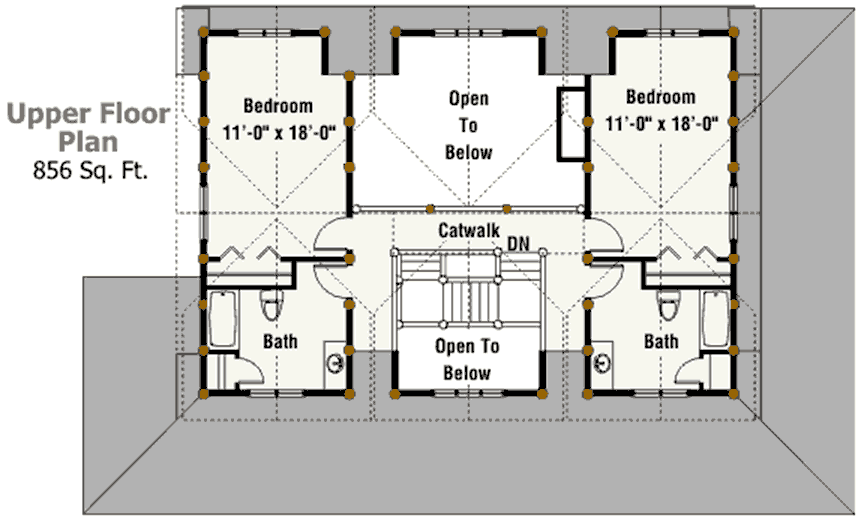 Upper Floor
Plan
856 Sq. Ft.
Bedroom
11'-0" x 18'-0"
Open
To
Below
Bedroom
11'-0" x 18'-0"
Catwalk
DN
Bath
Open To
Below
Bath